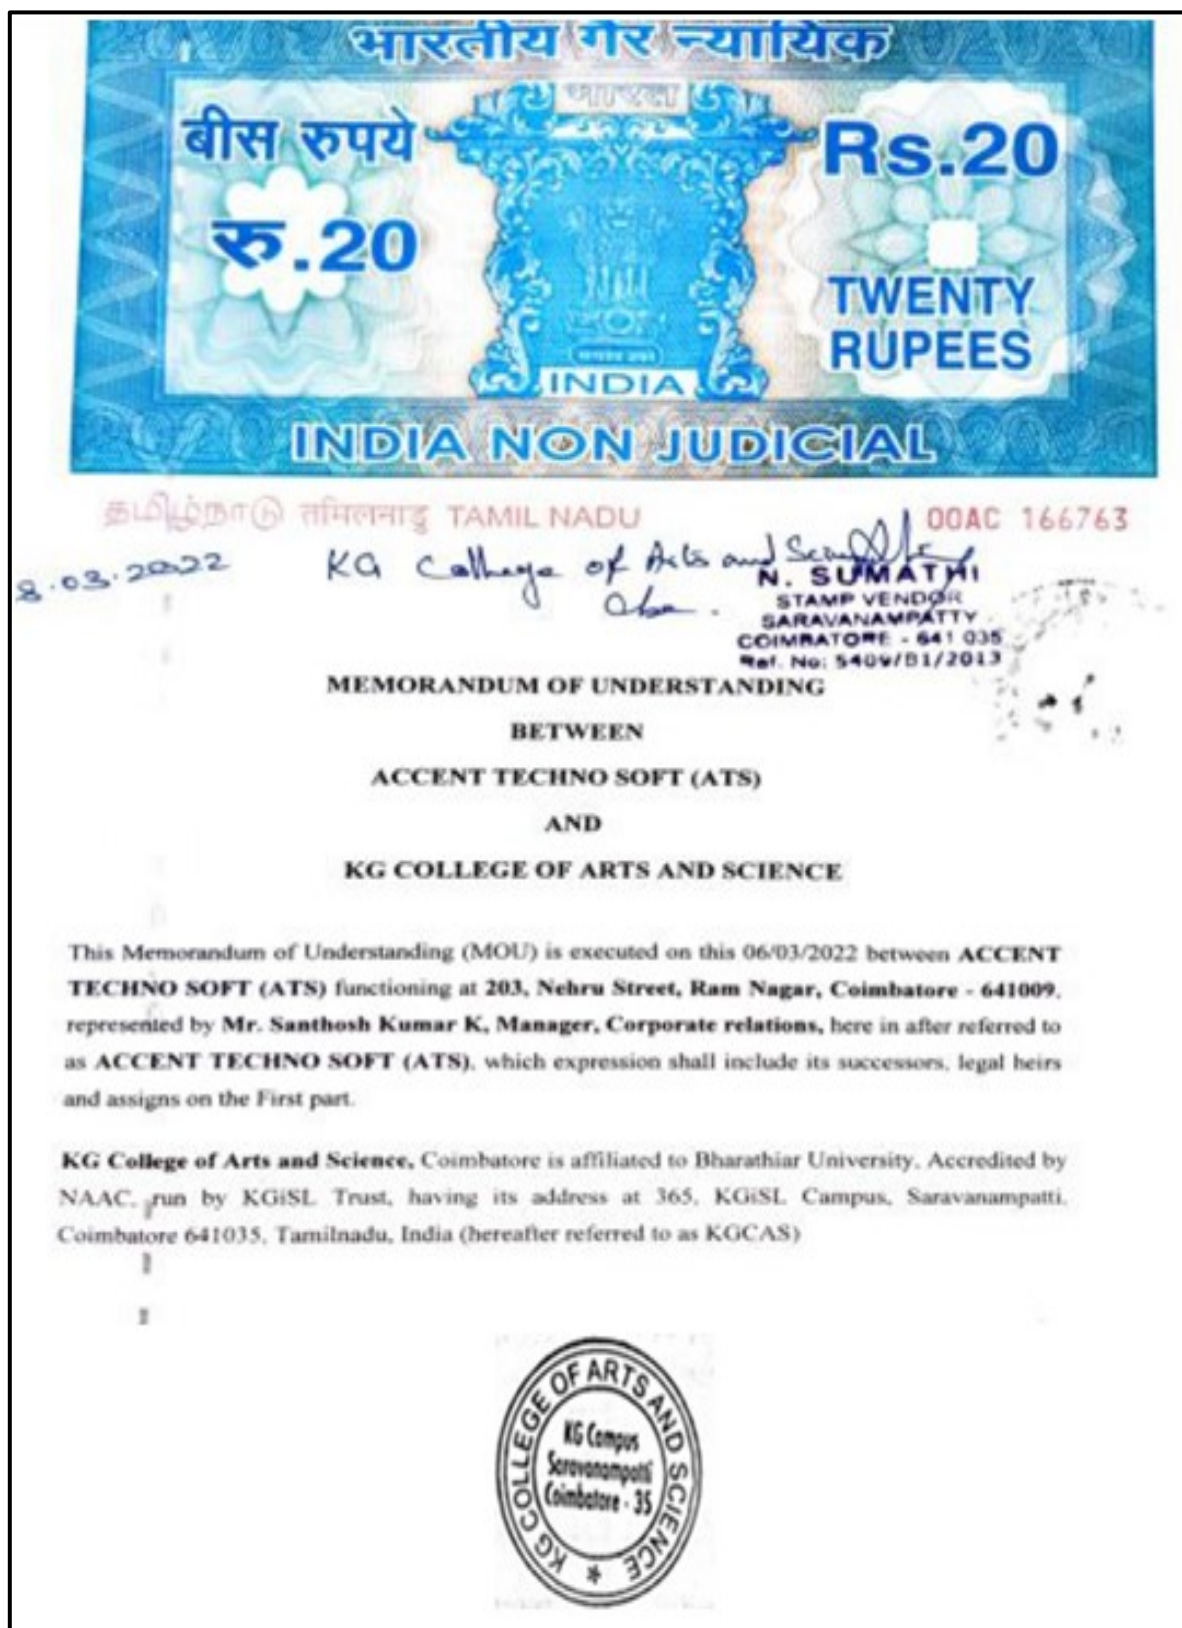 भारतीय गैर न्यायिक
भारत
बीस रुपये
रु.20
Rs.20
TWENTY
RUPEES
सत्यमेव जयते
INDIA
INDIA NON JUDICIAL
தமிழ்நாடு तमिलनाडु TAMIL NADU
00AC 166763
8.03.2022
KG College of Arts and Science
Cbe.
N. SUMATHI
STAMP VENDOR
SARAVANAMPATTY
COIMBATORE - 641 035
Ref. No: 5409/B1/2013
MEMORANDUM OF UNDERSTANDING
BETWEEN
ACCENT TECHNO SOFT (ATS)
AND
KG COLLEGE OF ARTS AND SCIENCE
This Memorandum of Understanding (MOU) is executed on this 06/03/2022 between ACCENT
TECHNO SOFT (ATS) functioning at 203, Nehru Street, Ram Nagar, Coimbatore - 641009,
represented by Mr. Santhosh Kumar K, Manager, Corporate relations, here in after referred to
as ACCENT TECHNO SOFT (ATS), which expression shall include its successors, legal heirs
and assigns on the First part.
KG College of Arts and Science, Coimbatore is affiliated to Bharathiar University, Accredited by
NAAC, run by KGiSL Trust, having its address at 365, KGiSL Campus, Saravanampatti,
Coimbatore 641035, Tamilnadu, India (hereafter referred to as KGCAS)
KG COLLEGE OF ARTS AND SCIENCE
KG Campus
Saravanampatti
Coimbatore - 35